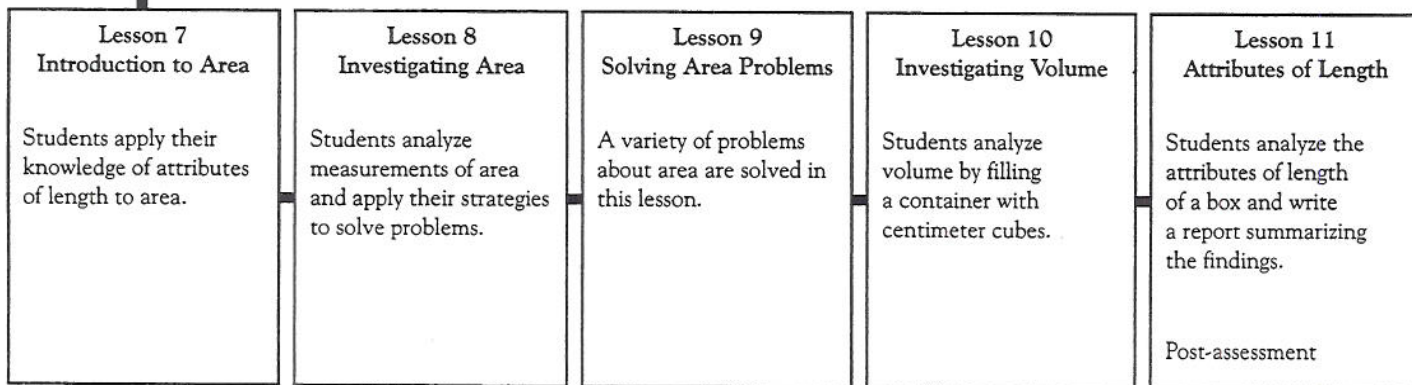 Lesson 7
Introduction to Area
Students apply their
knowledge of attributes
of length to area.
Lesson 8
Investigating Area
Students analyze
measurements of area
and apply their strategies
to solve problems.
Lesson 9
Solving Area Problems
A variety of problems
about area are solved in
this lesson.
Lesson 10
Investigating Volume
Students analyze
volume by filling
a container with
centimeter cubes.
Lesson 11
Attributes of Length
Students analyze the
attributes of length
of a box and write
a report summarizing
the findings.
Post-assessment